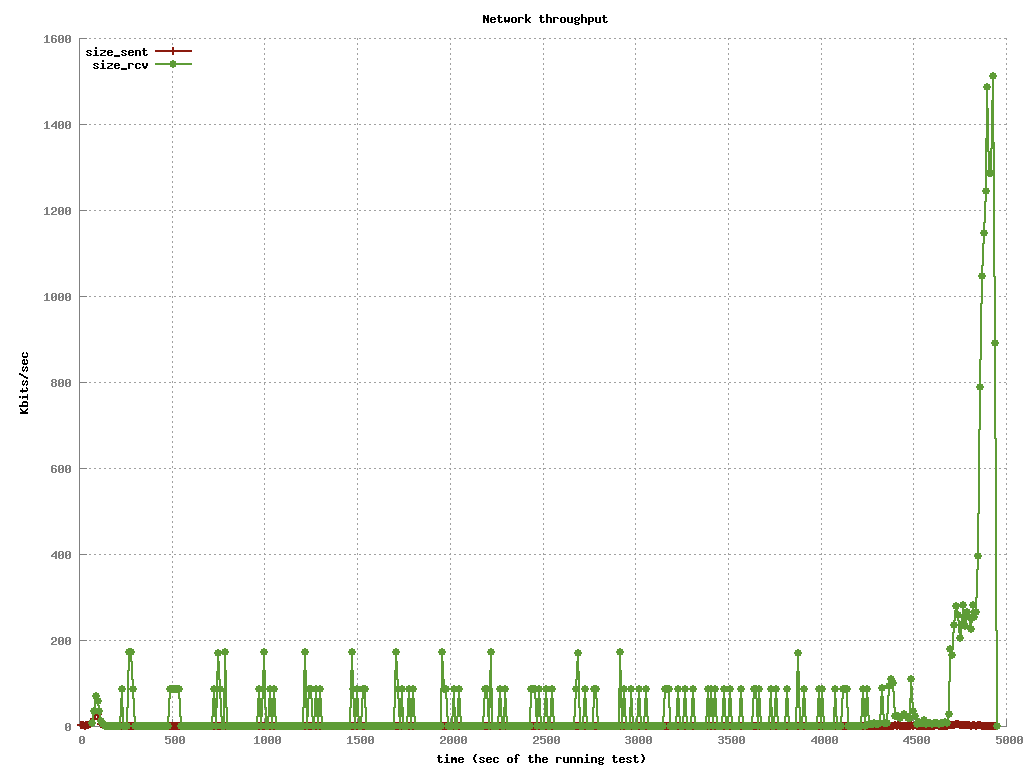 Network throughput
size_sent
size_rcv
1600
1400
1200
1000
800
600
400
200
0
Kbits/sec
0 500 1000 1500 2000 2500 3000 3500 4000 4500 5000
time (sec of the running test)